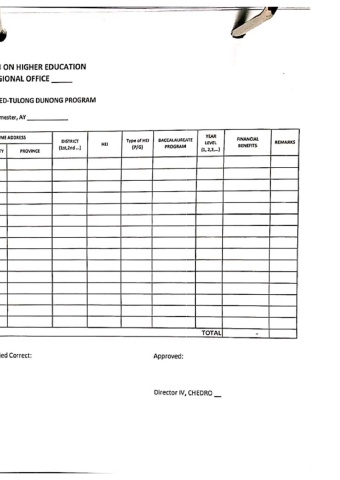 ON HIGHER EDUCATION
GIONAL OFFICE _____
ED-TULONG DUNONG PROGRAM
mester, AY ____________
ME ADDRESS
DISTRICT (1st,2nd ...)
HEI
Type of HEI (P/G)
BACCALAUREATE PROGRAM
YEAR LEVEL (1, 2,3,...)
FINANCIAL BENEFITS
REMARKS
TY
PROVINCE
TOTAL -
ied Correct:
Approved:
Director IV, CHEDRO __